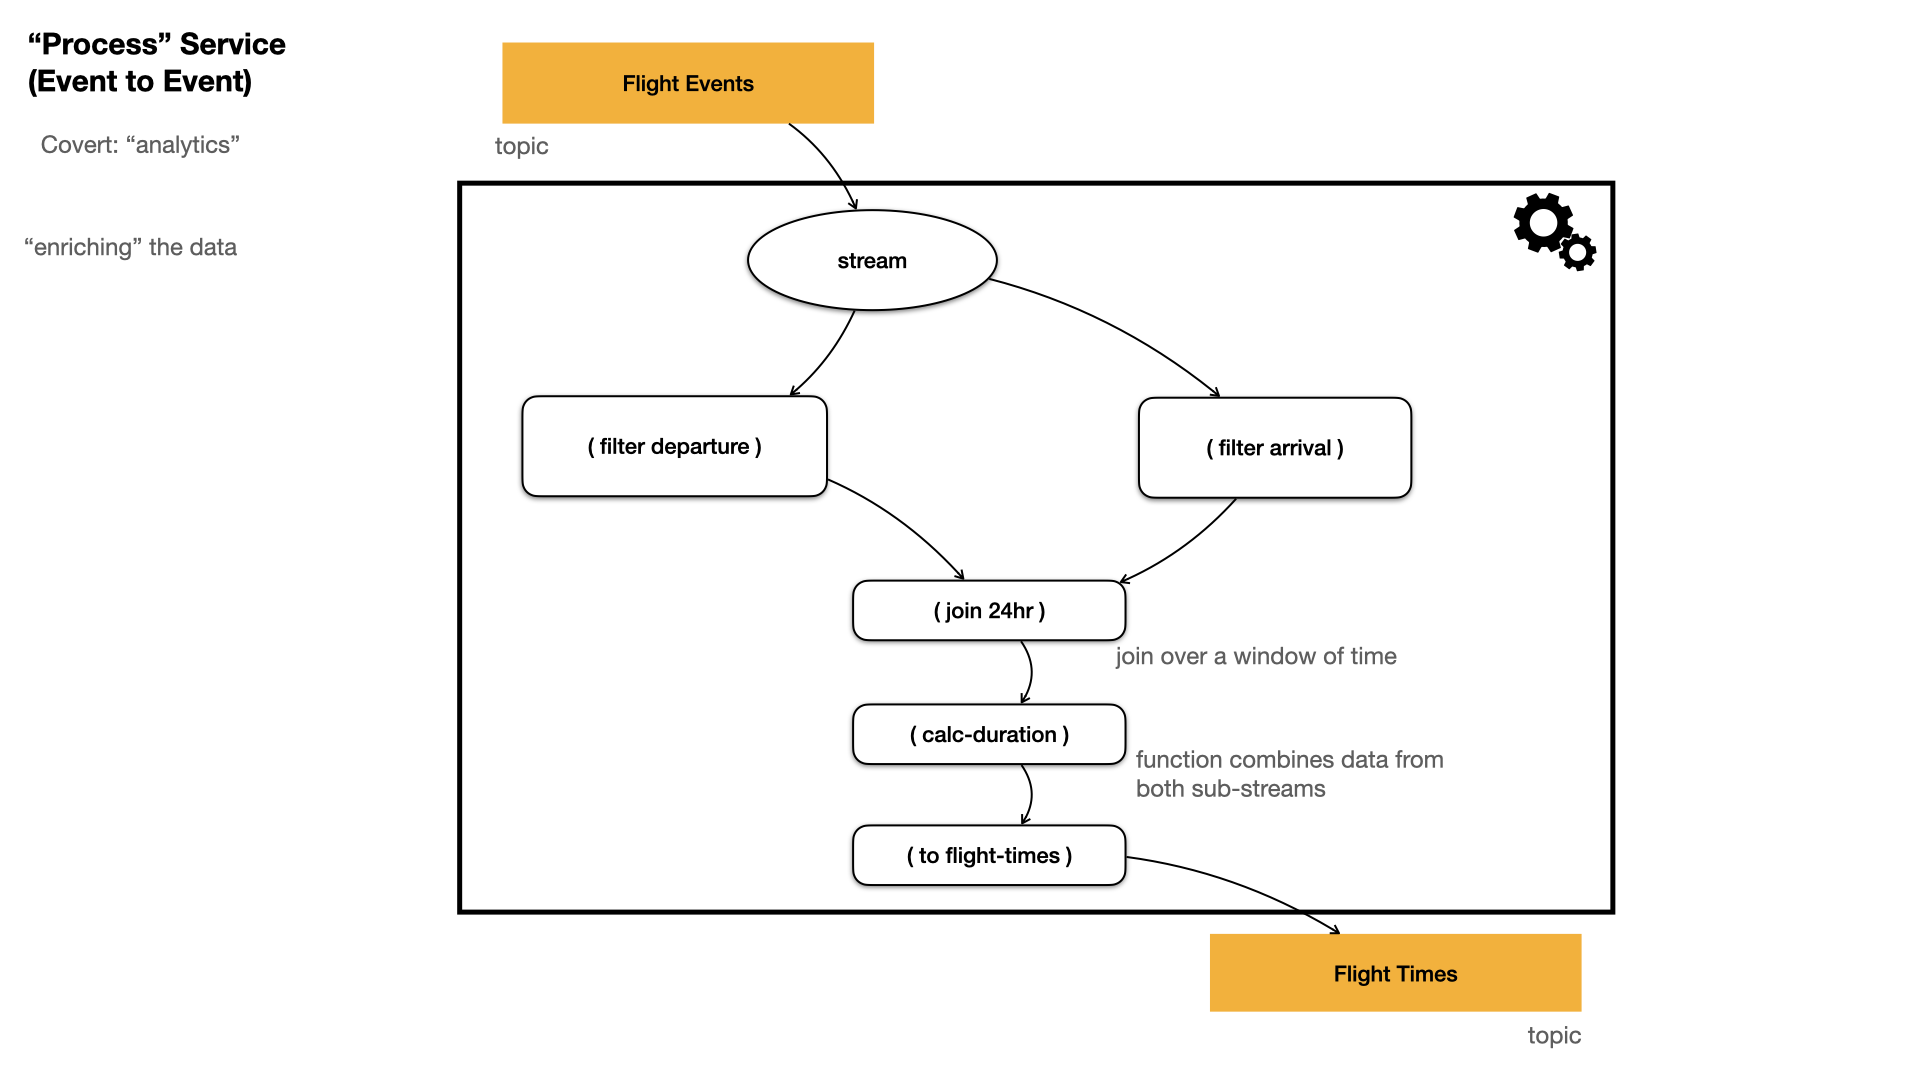 “Process” Service
(Event to Event)
Covert: “analytics”
“enriching” the data
Flight Events
topic
stream
( filter departure )
( filter arrival )
( join 24hr )
join over a window of time
( calc-duration )
function combines data from
both sub-streams
( to flight-times )
Flight Times
topic